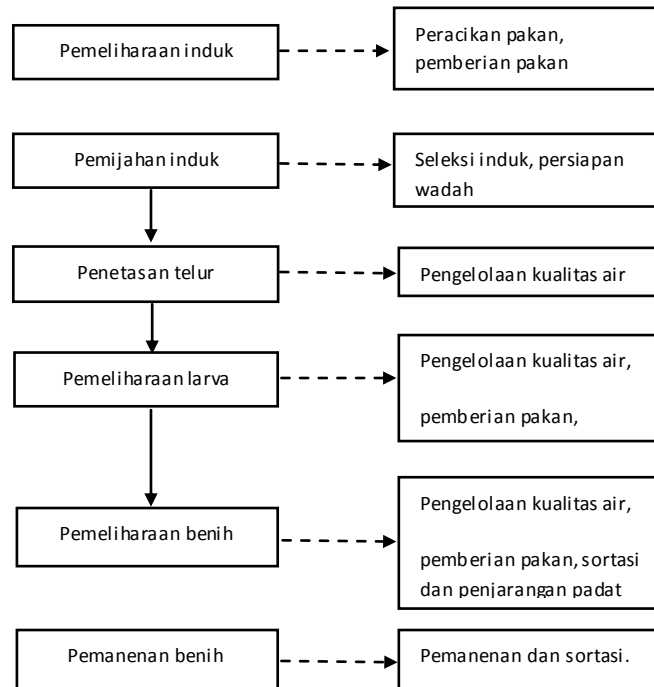 Pemeliharaan induk
Peracikan pakan,
pemberian pakan
Pemijahan induk
Seleksi induk, persiapan
wadah
Penetasan telur
Pengelolaan kualitas air
Pemeliharaan larva
Pengelolaan kualitas air,
pemberian pakan,
Pemeliharaan benih
Pengelolaan kualitas air,
pemberian pakan, sortasi
dan penjarangan padat
Pemanenan benih
Pemanenan dan sortasi.